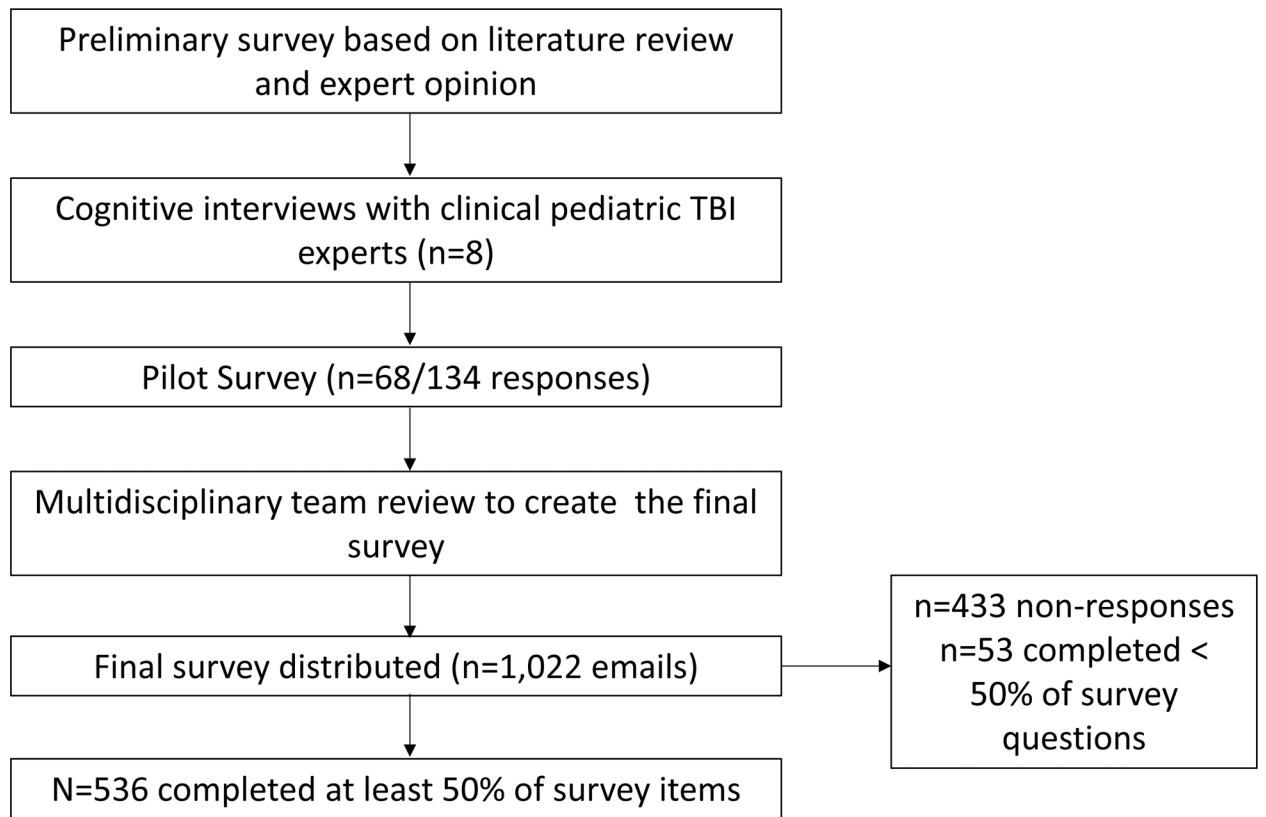 Preliminary survey based on literature review
and expert opinion
Cognitive interviews with clinical pediatric TBI
experts (n=8)
Pilot Survey (n=68/134 responses)
Multidisciplinary team review to create  the final
survey
Final survey distributed (n=1,022 emails)
n=433 non-responses
n=53 completed <
50% of survey
questions
N=536 completed at least 50% of survey items